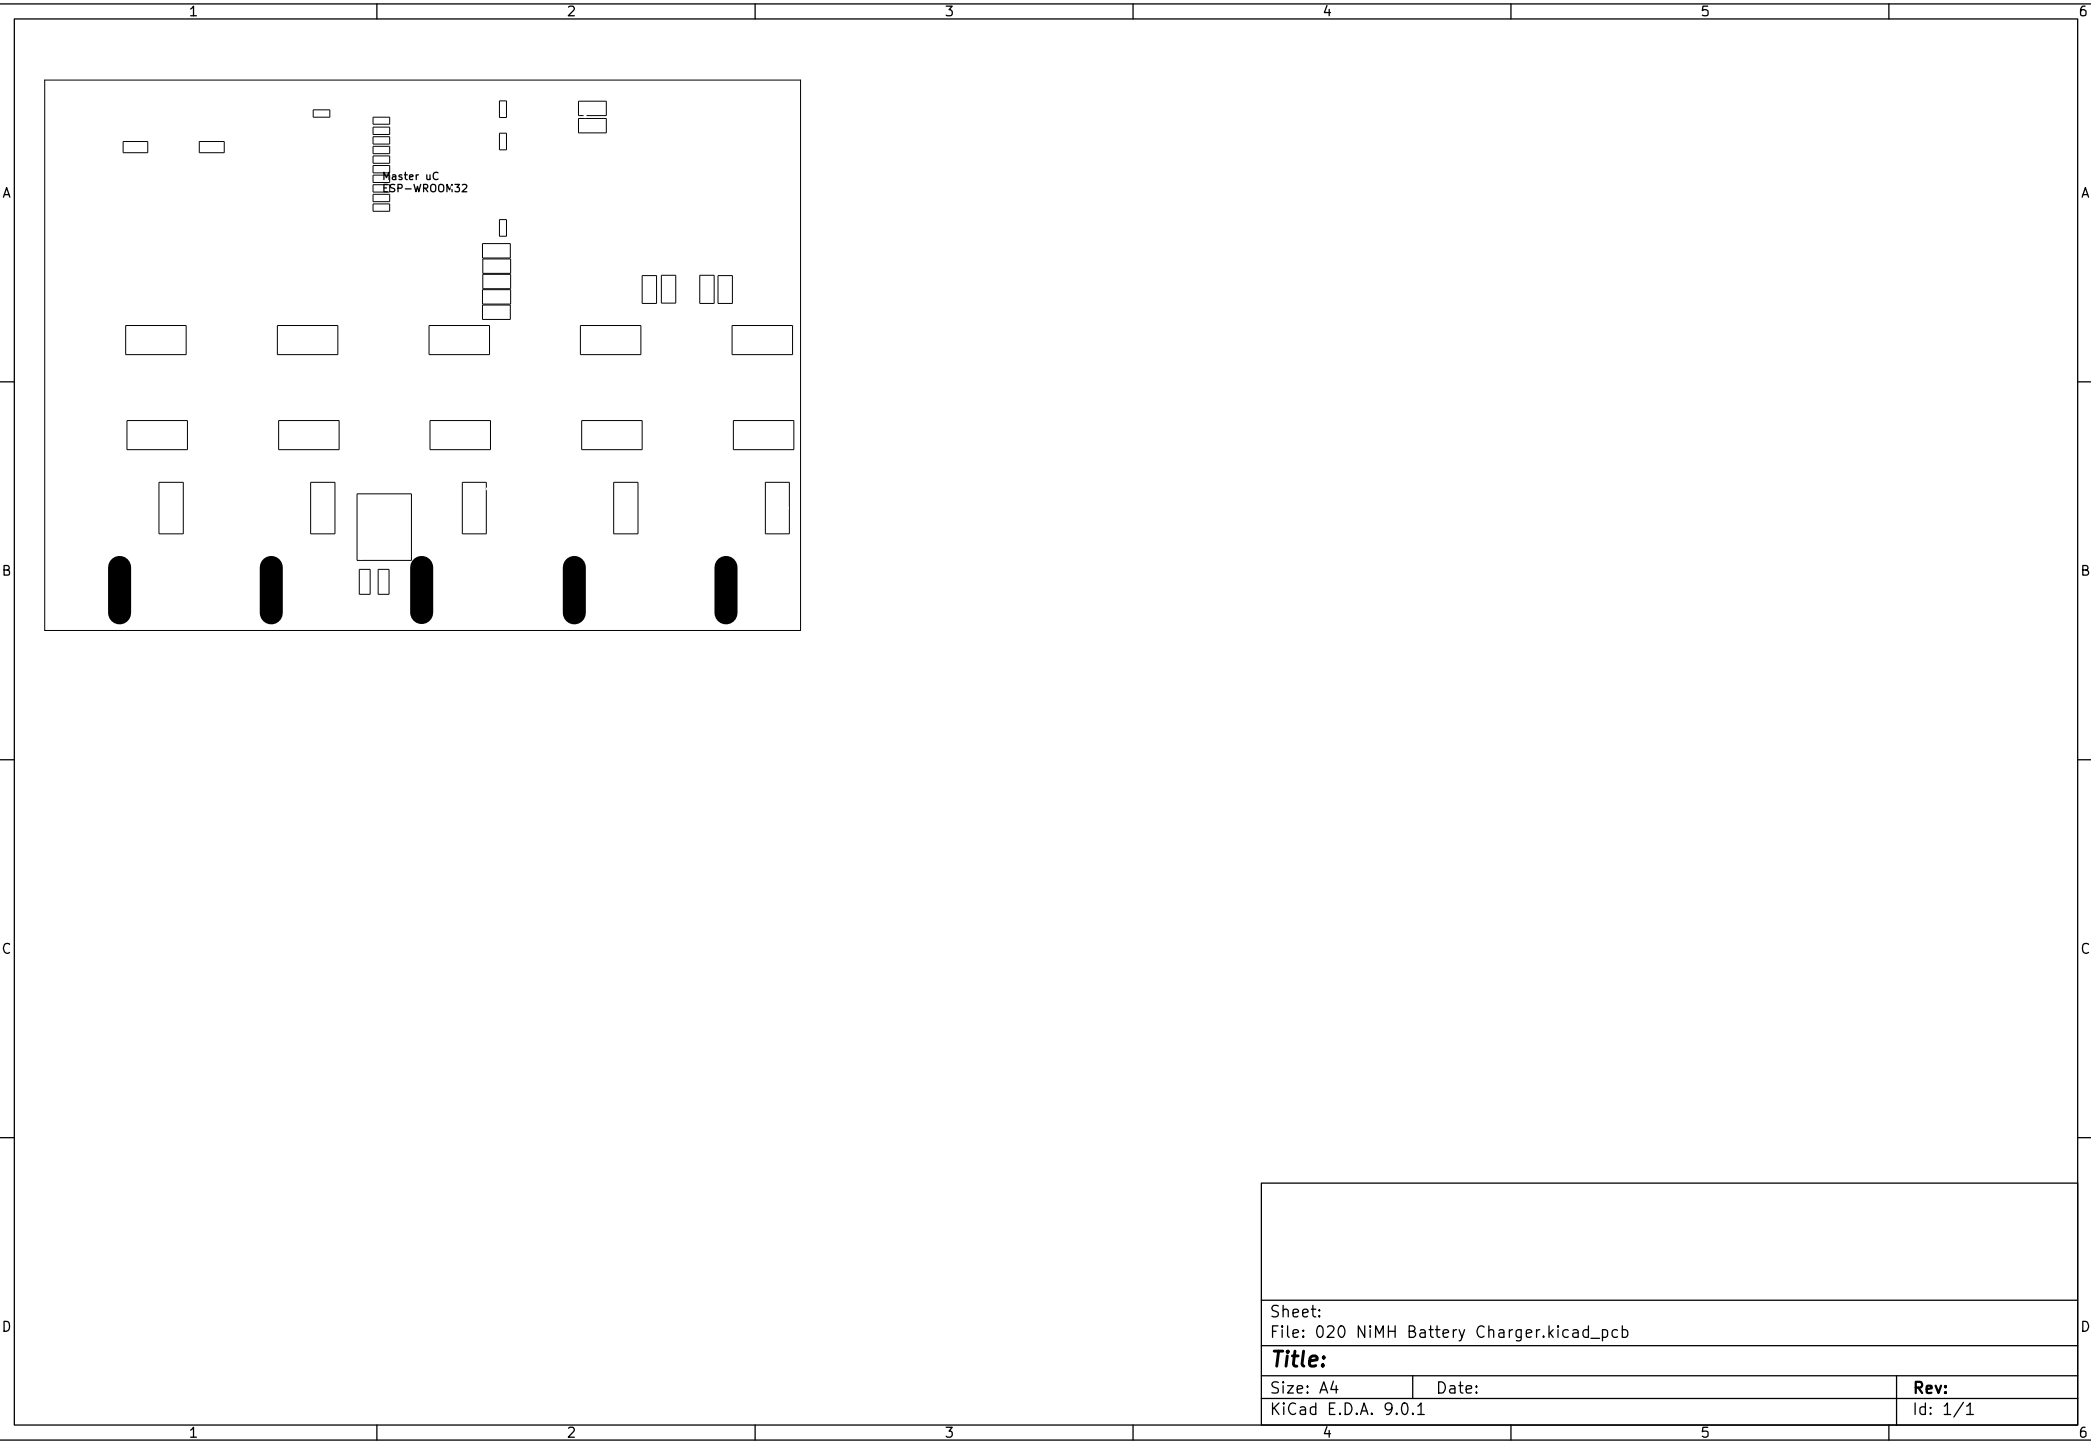 1 2 3 4 5 6
A A
Master uC
ESP-WROOM32
B B
C C
Sheet:
D D
File: 020 NiMH Battery Charger.kicad_pcb
Title:
Size: A4 Date: Rev:
KiCad E.D.A. 9.0.1 Id: 1/1
1 2 3 4 5 6